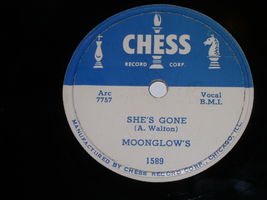 CHESS
RECORD CORP.
Arc
7757
Vocal
B.M.I.
SHE'S GONE
(A. Walton)
MOONGLOW'S
1589
MANUFACTURED BY CHESS RECORD CORP., CHICAGO, ILL.